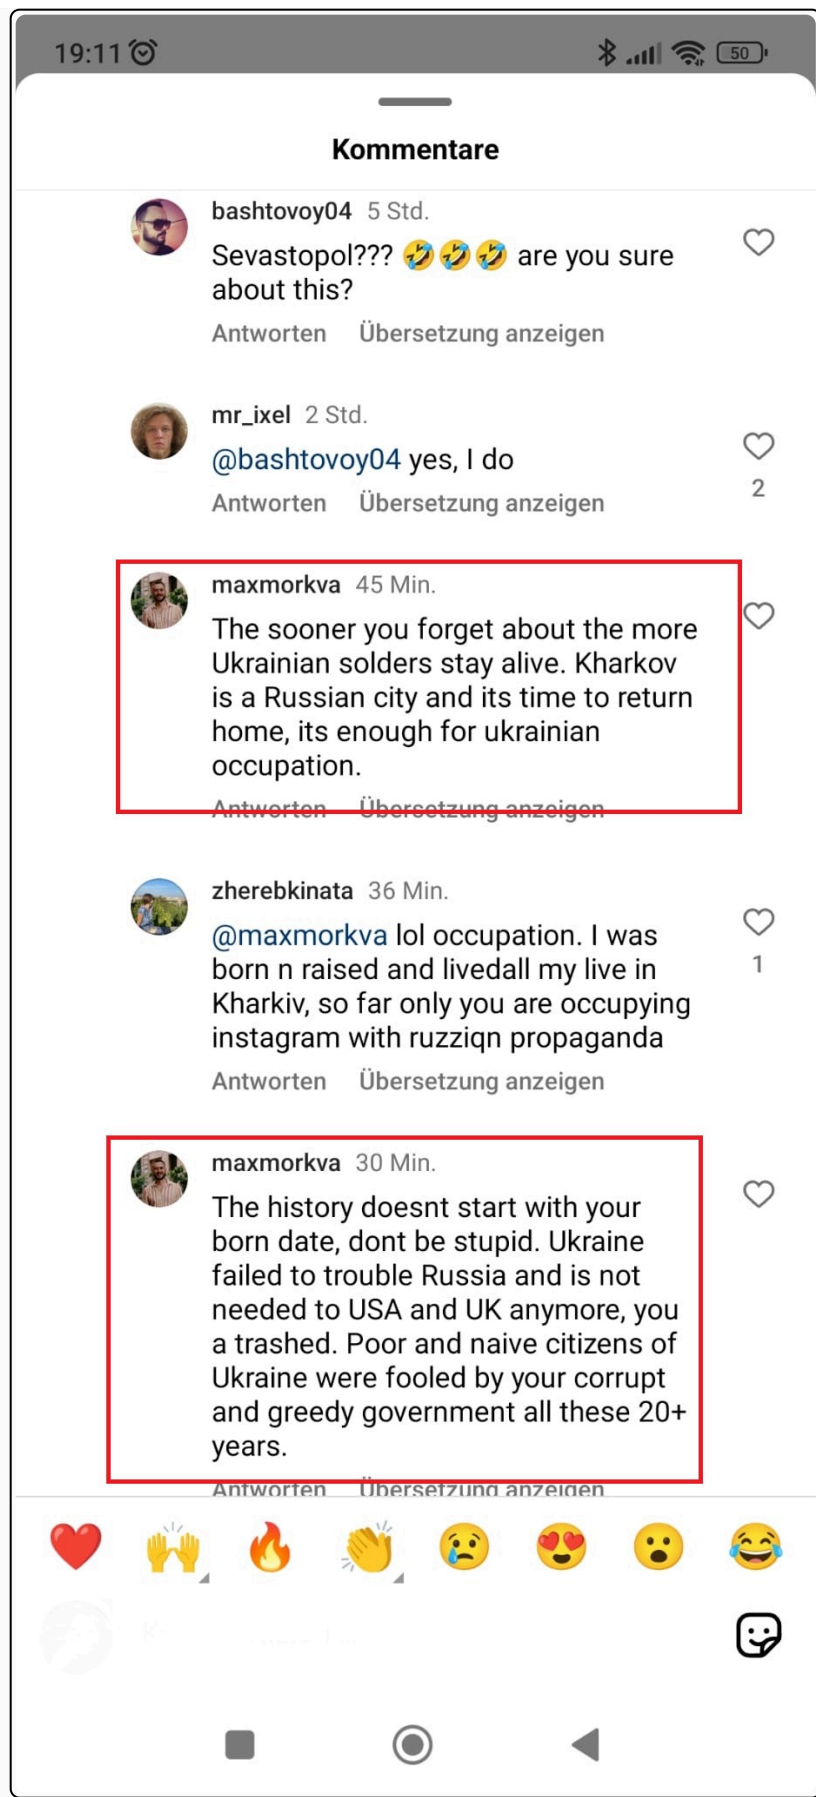 19:11
50
Kommentare
bashtovoy04 5 Std.
Sevastopol??? 🤣🤣🤣 are you sure
about this?
Antworten Übersetzung anzeigen
mr_ixel 2 Std.
@bashtovoy04 yes, I do
2
Antworten Übersetzung anzeigen
maxmorkva 45 Min.
The sooner you forget about the more
Ukrainian solders stay alive. Kharkov
is a Russian city and its time to return
home, its enough for ukrainian
occupation.
Antworten Übersetzung anzeigen
zherebkinata 36 Min.
@maxmorkva lol occupation. I was
born n raised and livedall my live in
1
Kharkiv, so far only you are occupying
instagram with ruzziqn propaganda
Antworten Übersetzung anzeigen
maxmorkva 30 Min.
The history doesnt start with your
born date, dont be stupid. Ukraine
failed to trouble Russia and is not
needed to USA and UK anymore, you
a trashed. Poor and naive citizens of
Ukraine were fooled by your corrupt
and greedy government all these 20+
years.
Antworten Übersetzung anzeigen